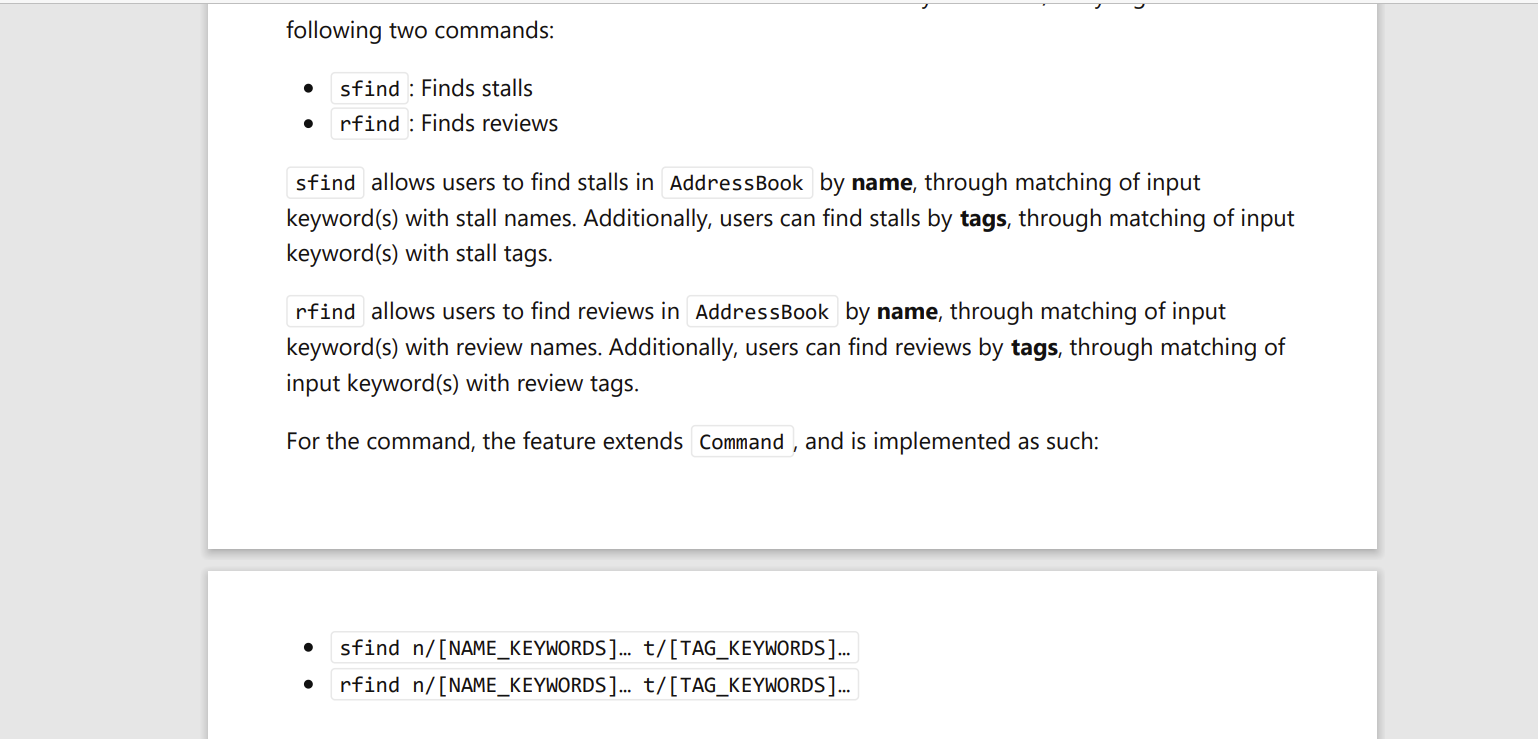 following two commands:
• sfind : Finds stalls
• rfind : Finds reviews
sfind allows users to find stalls in AddressBook by name, through matching of input
keyword(s) with stall names. Additionally, users can find stalls by tags, through matching of input
keyword(s) with stall tags.
rfind allows users to find reviews in AddressBook by name, through matching of input
keyword(s) with review names. Additionally, users can find reviews by tags, through matching of
input keyword(s) with review tags.
For the command, the feature extends Command , and is implemented as such:
• sfind n/[NAME_KEYWORDS]… t/[TAG_KEYWORDS]…
• rfind n/[NAME_KEYWORDS]… t/[TAG_KEYWORDS]…